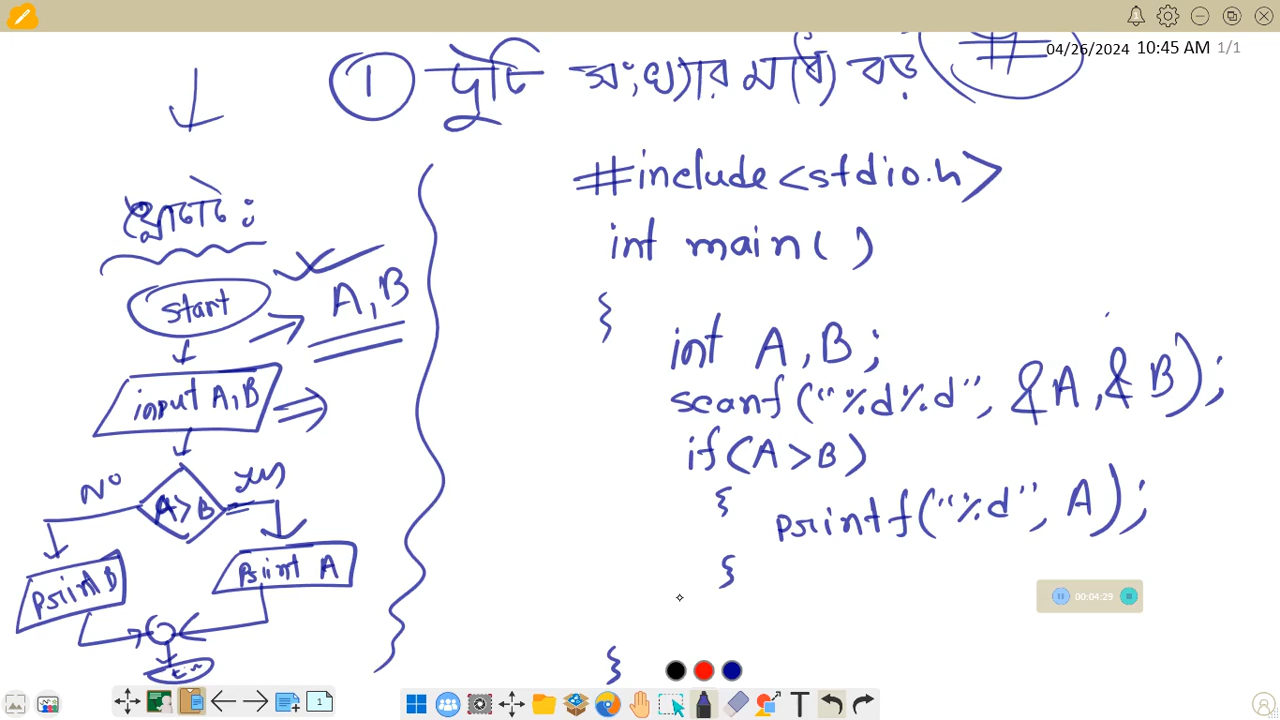 04/26/2024 10:45 AM 1/1
① দুটি সংখ্যার মধ্যে বড়
#include<stdio.h>
int main( )
{
int A,B;
scanf("%d%d", &A,&B);
if(A>B)
{
printf("%d", A);
}
}
start
A,B
input A,B
A>B
No
yes
Print B
Print A
00:04:29
1
T